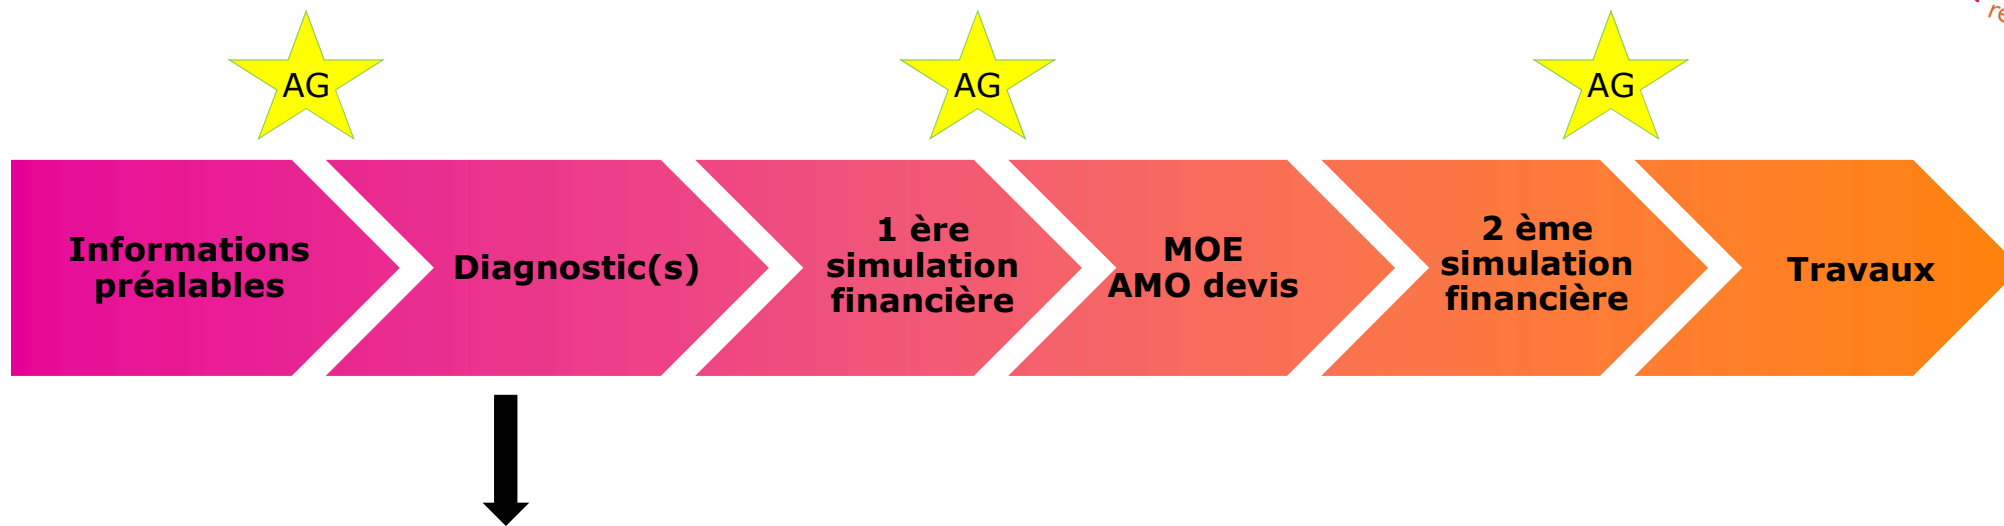 AG
AG
AG
Informations
préalables
Diagnostic(s)
1 ère
simulation
financière
MOE
AMO devis
2 ème
simulation
financière
Travaux